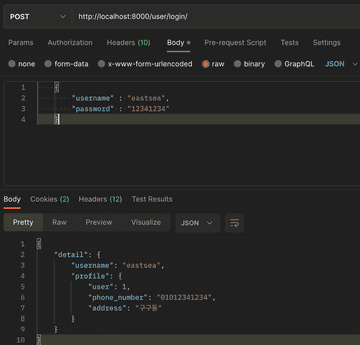 POST http://localhost:8000/user/login/
Params Authorization Headers (10) Body Pre-request Script Tests Settings
none form-data x-www-form-urlencoded raw binary GraphQL JSON
1 {
2 "username" : "eastsea",
3 "password" : "12341234"
4 }
Body Cookies (2) Headers (12) Test Results
Pretty Raw Preview Visualize JSON
1 {
2 "detail": {
3 "username": "eastsea",
4 "profile": {
5 "user": 1,
6 "phone_number": "01012341234",
7 "address": "구구동"
8 }
9 }
10 }